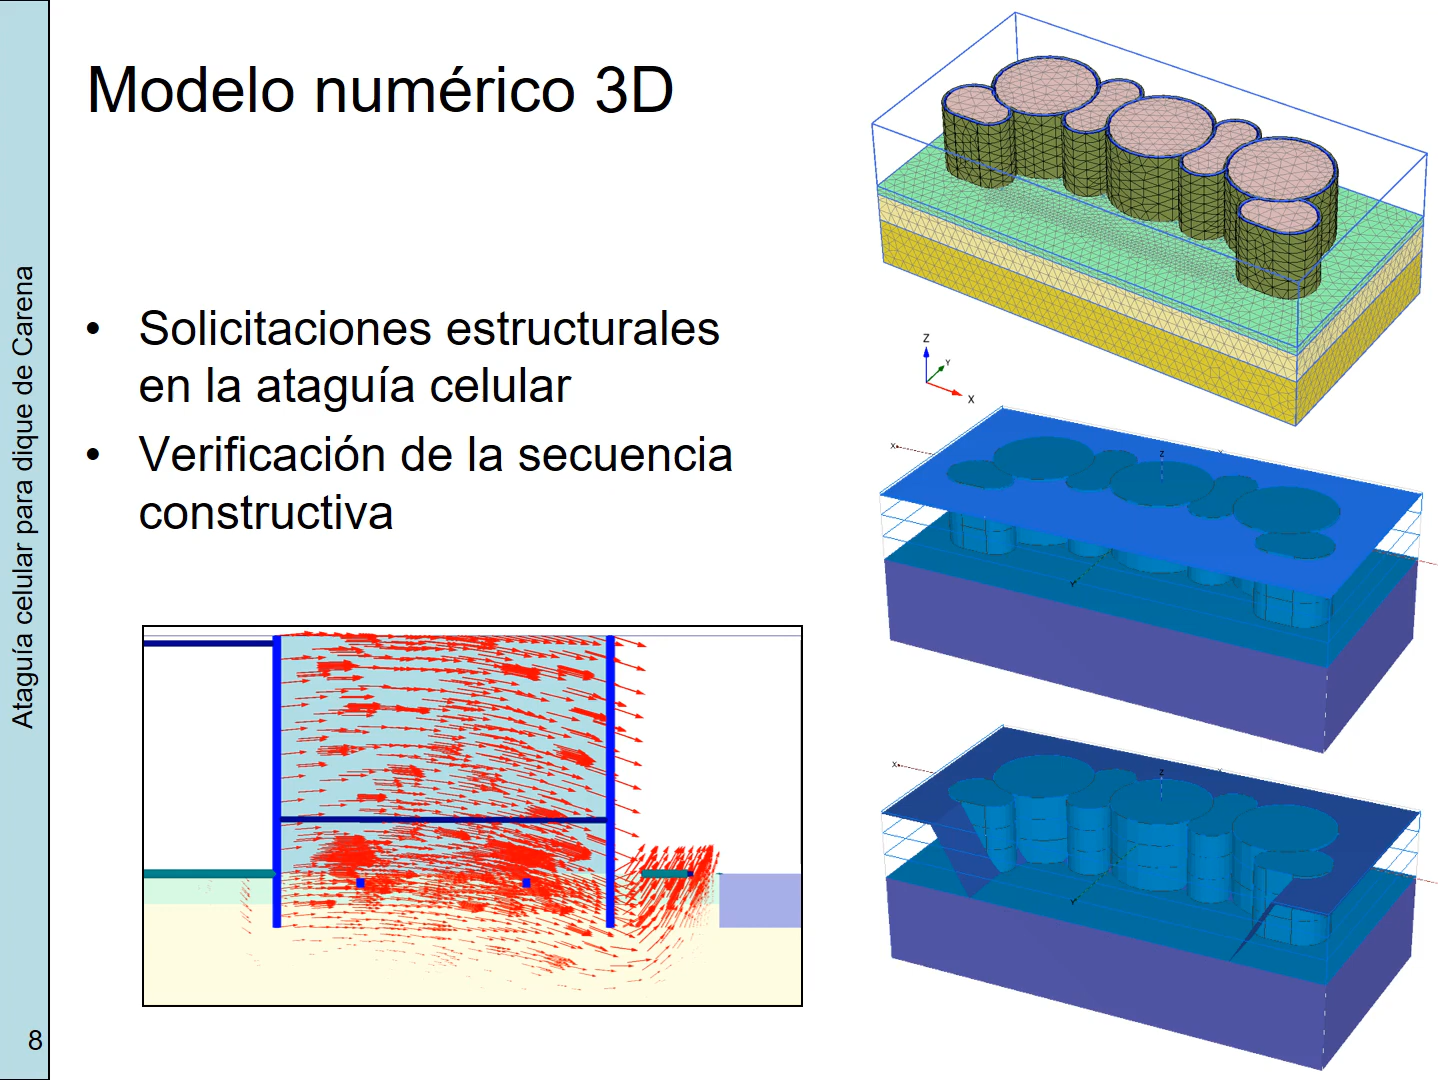 Modelo numérico 3D
• Solicitaciones estructurales
en la ataguía celular
• Verificación de la secuencia
constructiva
Ataguía celular para dique de Carena
8
Z
Y
X
X
Z
Y
X
Z
Y